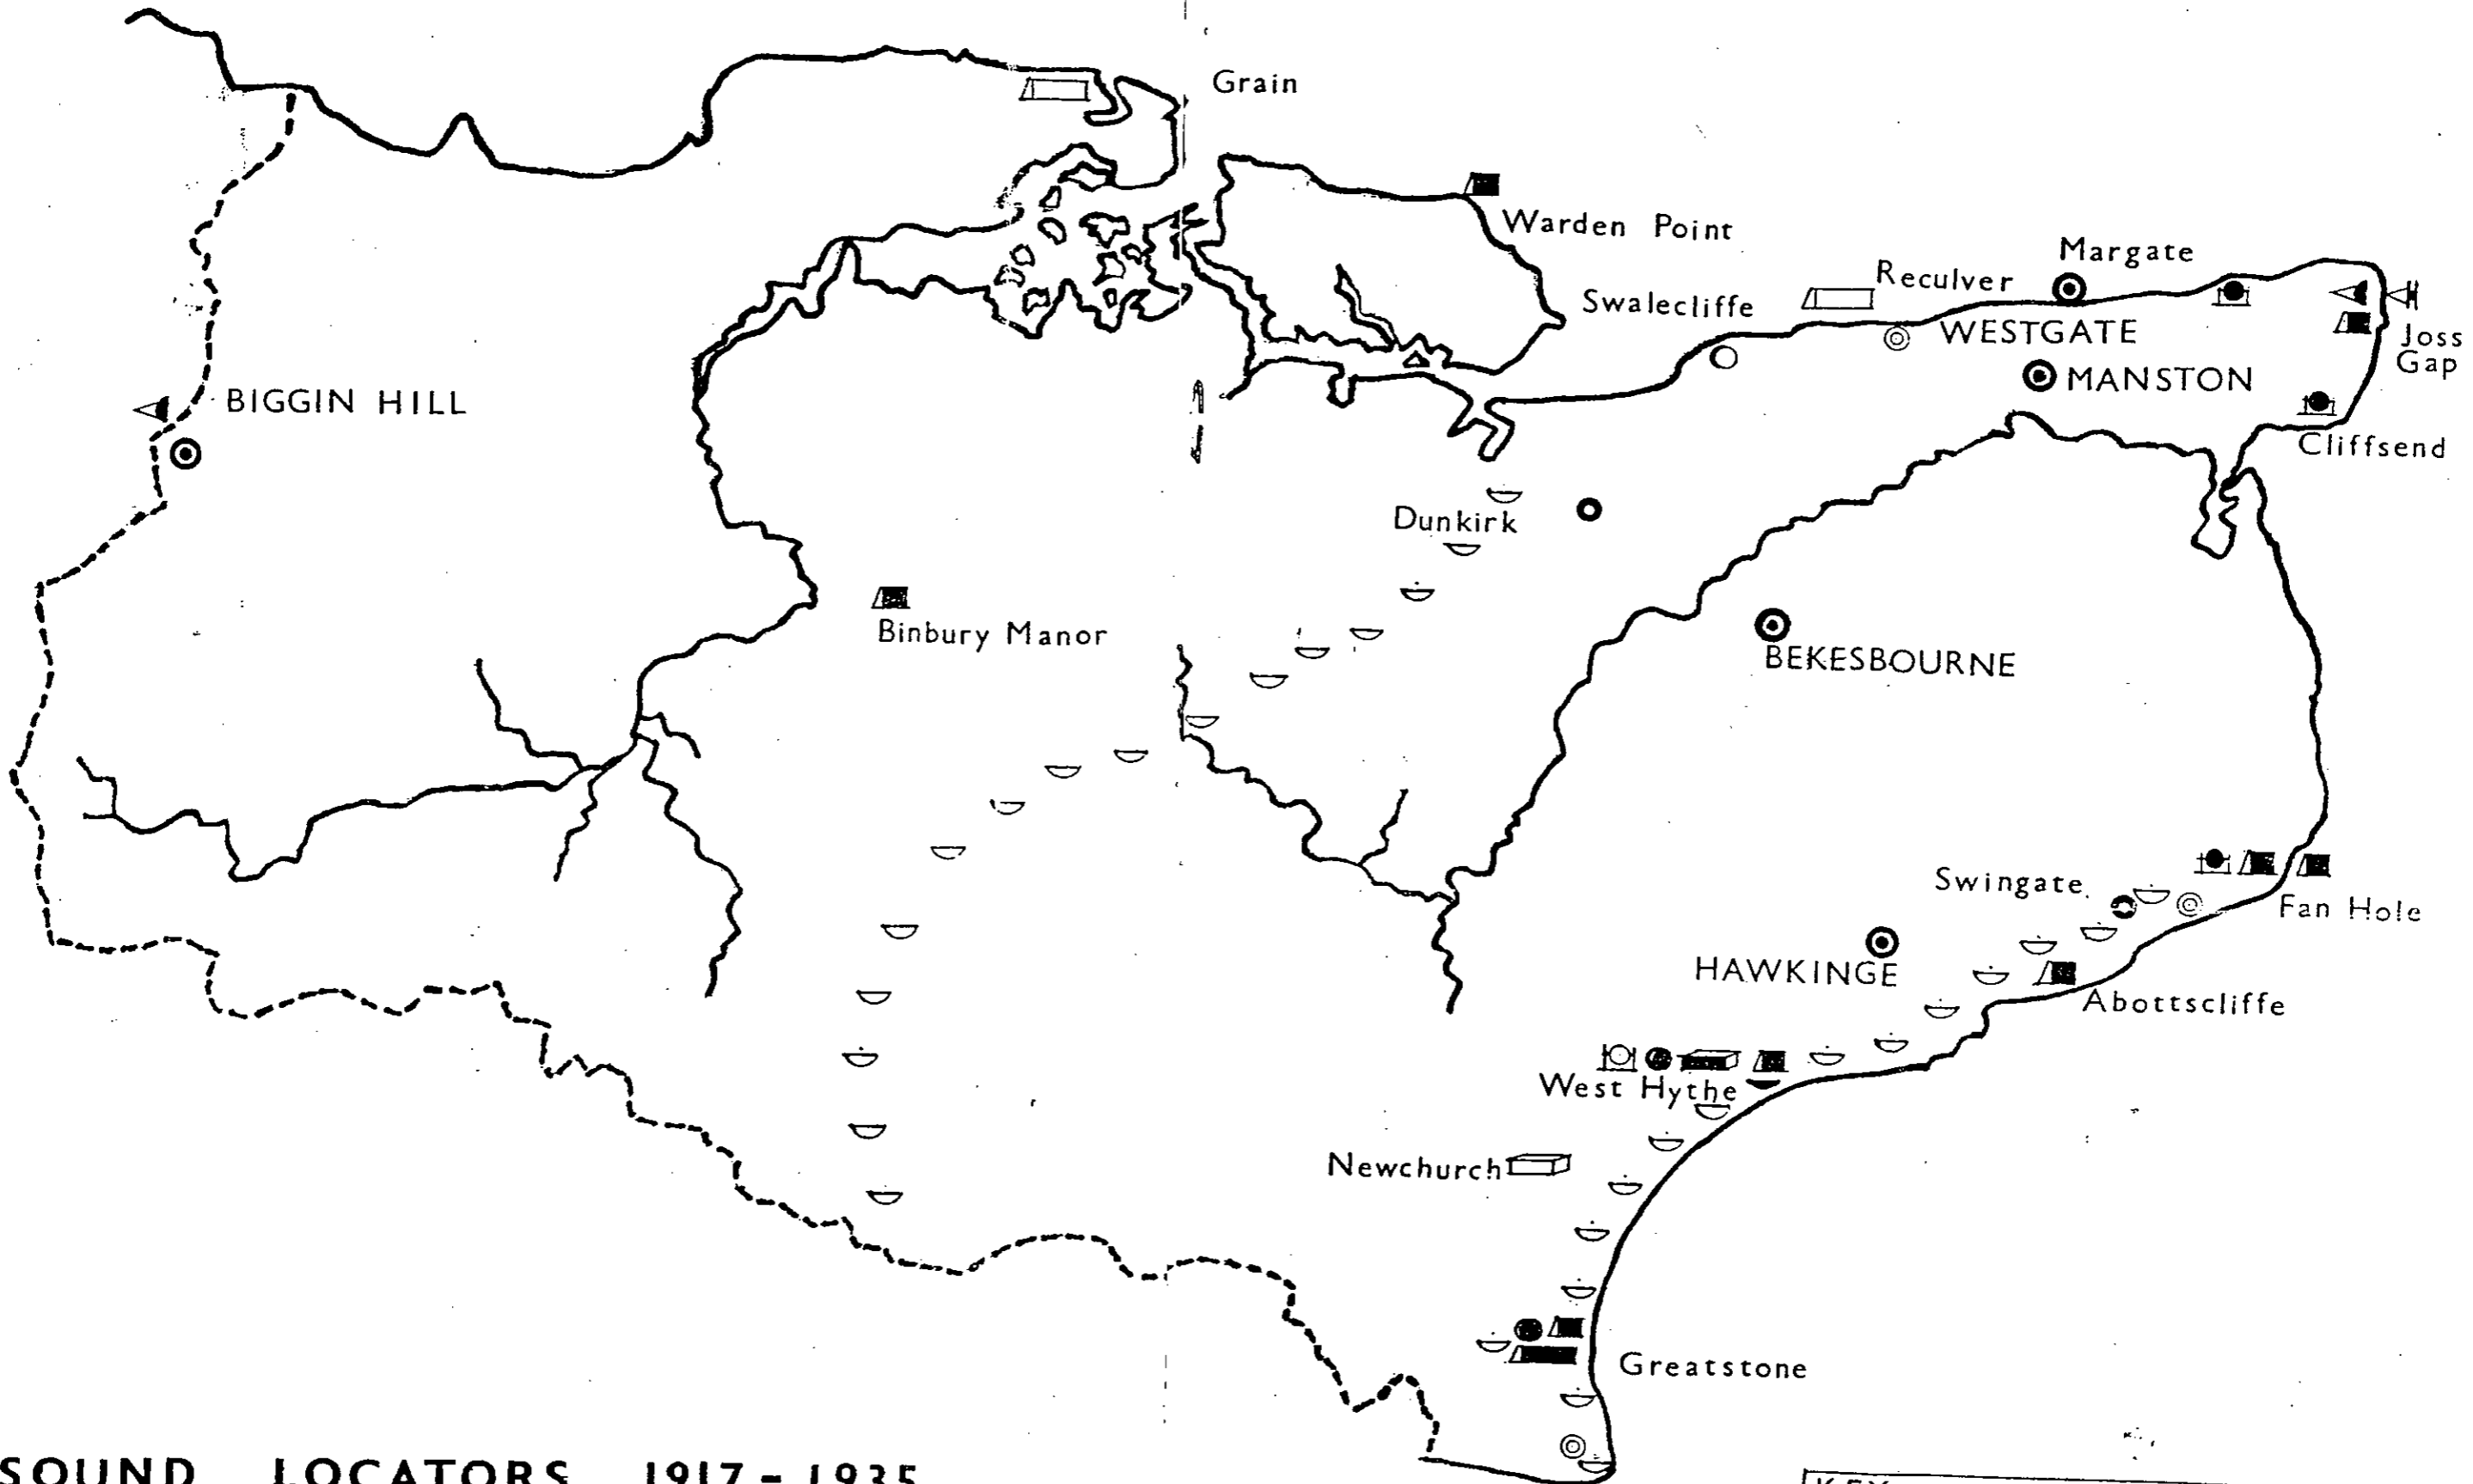 Grain
Warden Point
Margate
Reculver
Swalecliffe
WESTGATE
Joss
Gap
MANSTON
BIGGIN HILL
Cliffsend
Dunkirk
Binbury Manor
BEKESBOURNE
Swingate
Fan Hole
HAWKINGE
Abottscliffe
West Hythe
Newchurch
Greatstone
SOUND LOCATORS 1917-1935
KEY